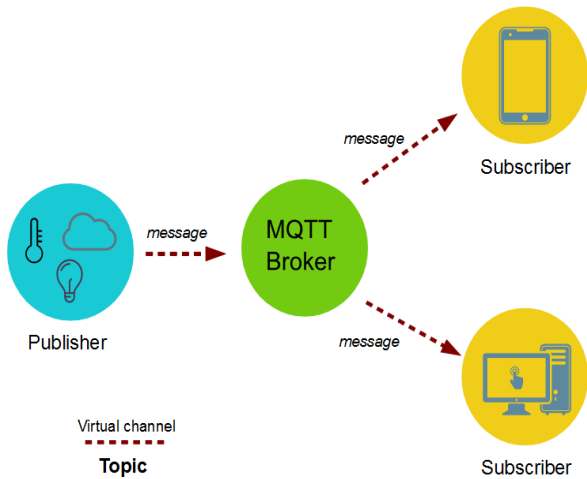 message
Subscriber
message
MQTT
Broker
Publisher
message
Virtual channel
Topic
Subscriber